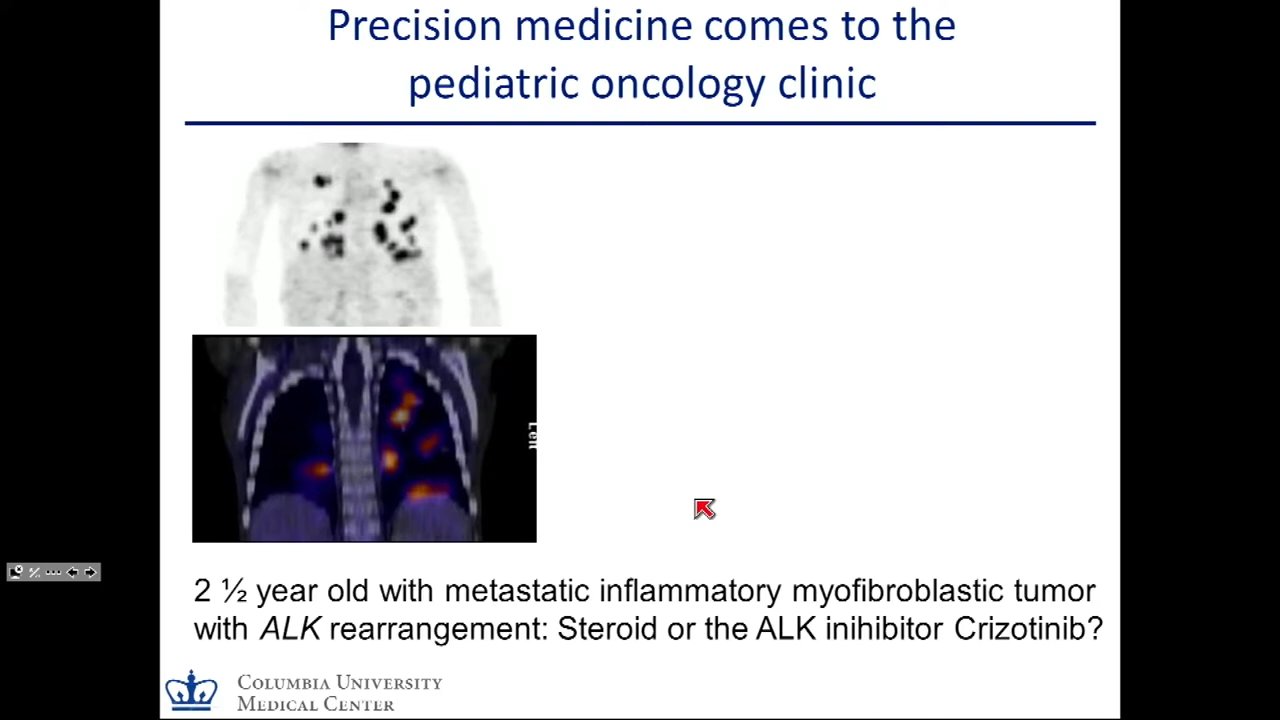 Precision medicine comes to the
pediatric oncology clinic
Left
2 ½ year old with metastatic inflammatory myofibroblastic tumor
with ALK rearrangement: Steroid or the ALK inihibitor Crizotinib?
COLUMBIA UNIVERSITY
MEDICAL CENTER